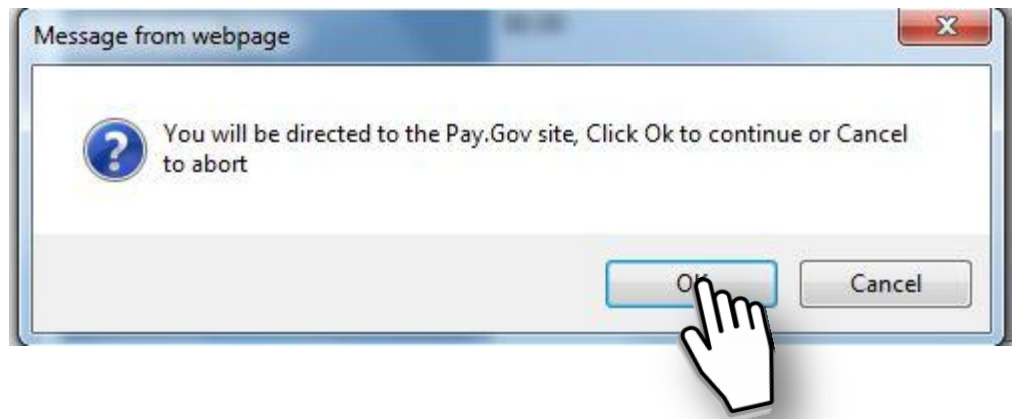 Message from webpage
You will be directed to the Pay.Gov site, Click Ok to continue or Cancel
to abort
OK
Cancel